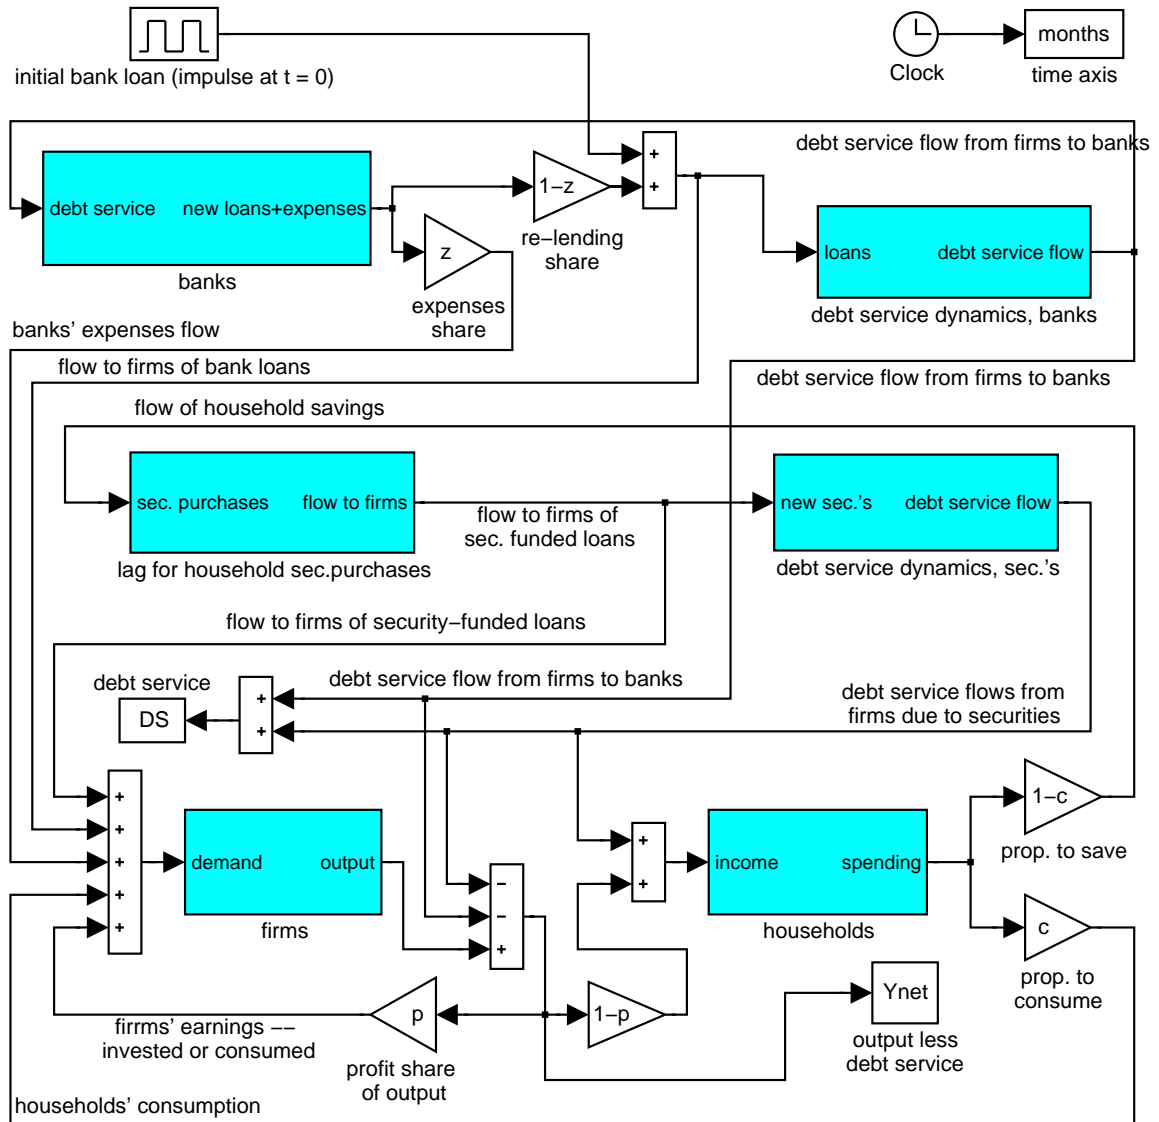 months
initial bank loan (impulse at t = 0)
Clock
time axis
debt service flow from firms to banks
+
+
1−z
debt service
new loans+expenses
re−lending
share
z
banks
expenses
share
loans
debt service flow
debt service dynamics, banks
banks' expenses flow
flow to firms of bank loans
debt service flow from firms to banks
flow of household savings
sec. purchases
flow to firms
flow to firms of
sec. funded loans
new sec.'s
debt service flow
lag for household sec.purchases
debt service dynamics, sec.'s
flow to firms of security−funded loans
debt service
DS
+
+
debt service flow from firms to banks
debt service flows from
firms due to securities
+
+
+
+
+
demand
output
firms
−
−
+
+
+
income
spending
households
1−c
prop. to save
c
prop. to
consume
p
1−p
Ynet
firrms' earnings −−
invested or consumed
profit share
of output
output less
debt service
households' consumption